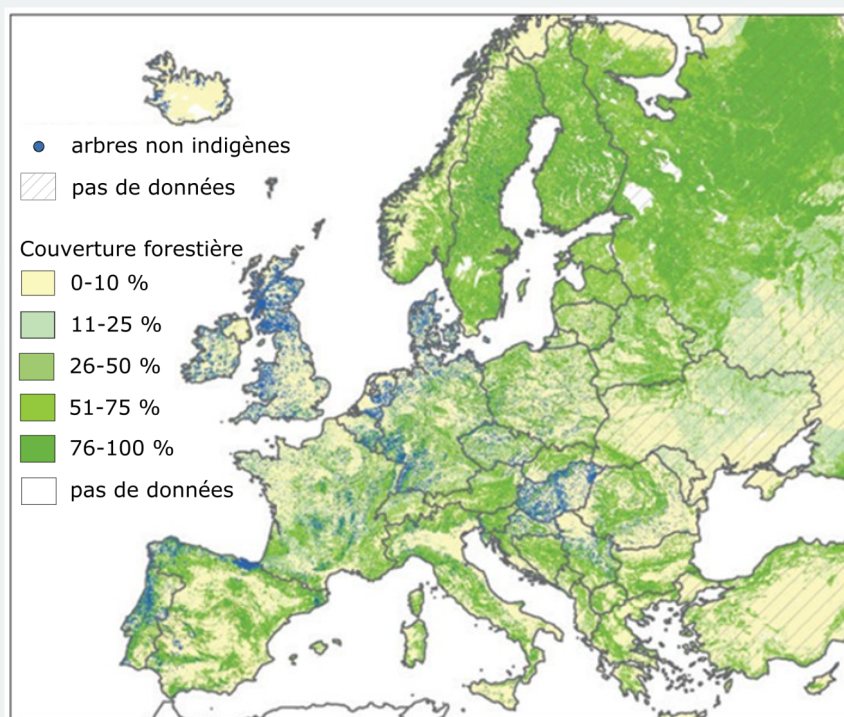 arbres non indigènes
pas de données
Couverture forestière
0-10 %
11-25 %
26-50 %
51-75 %
76-100 %
pas de données